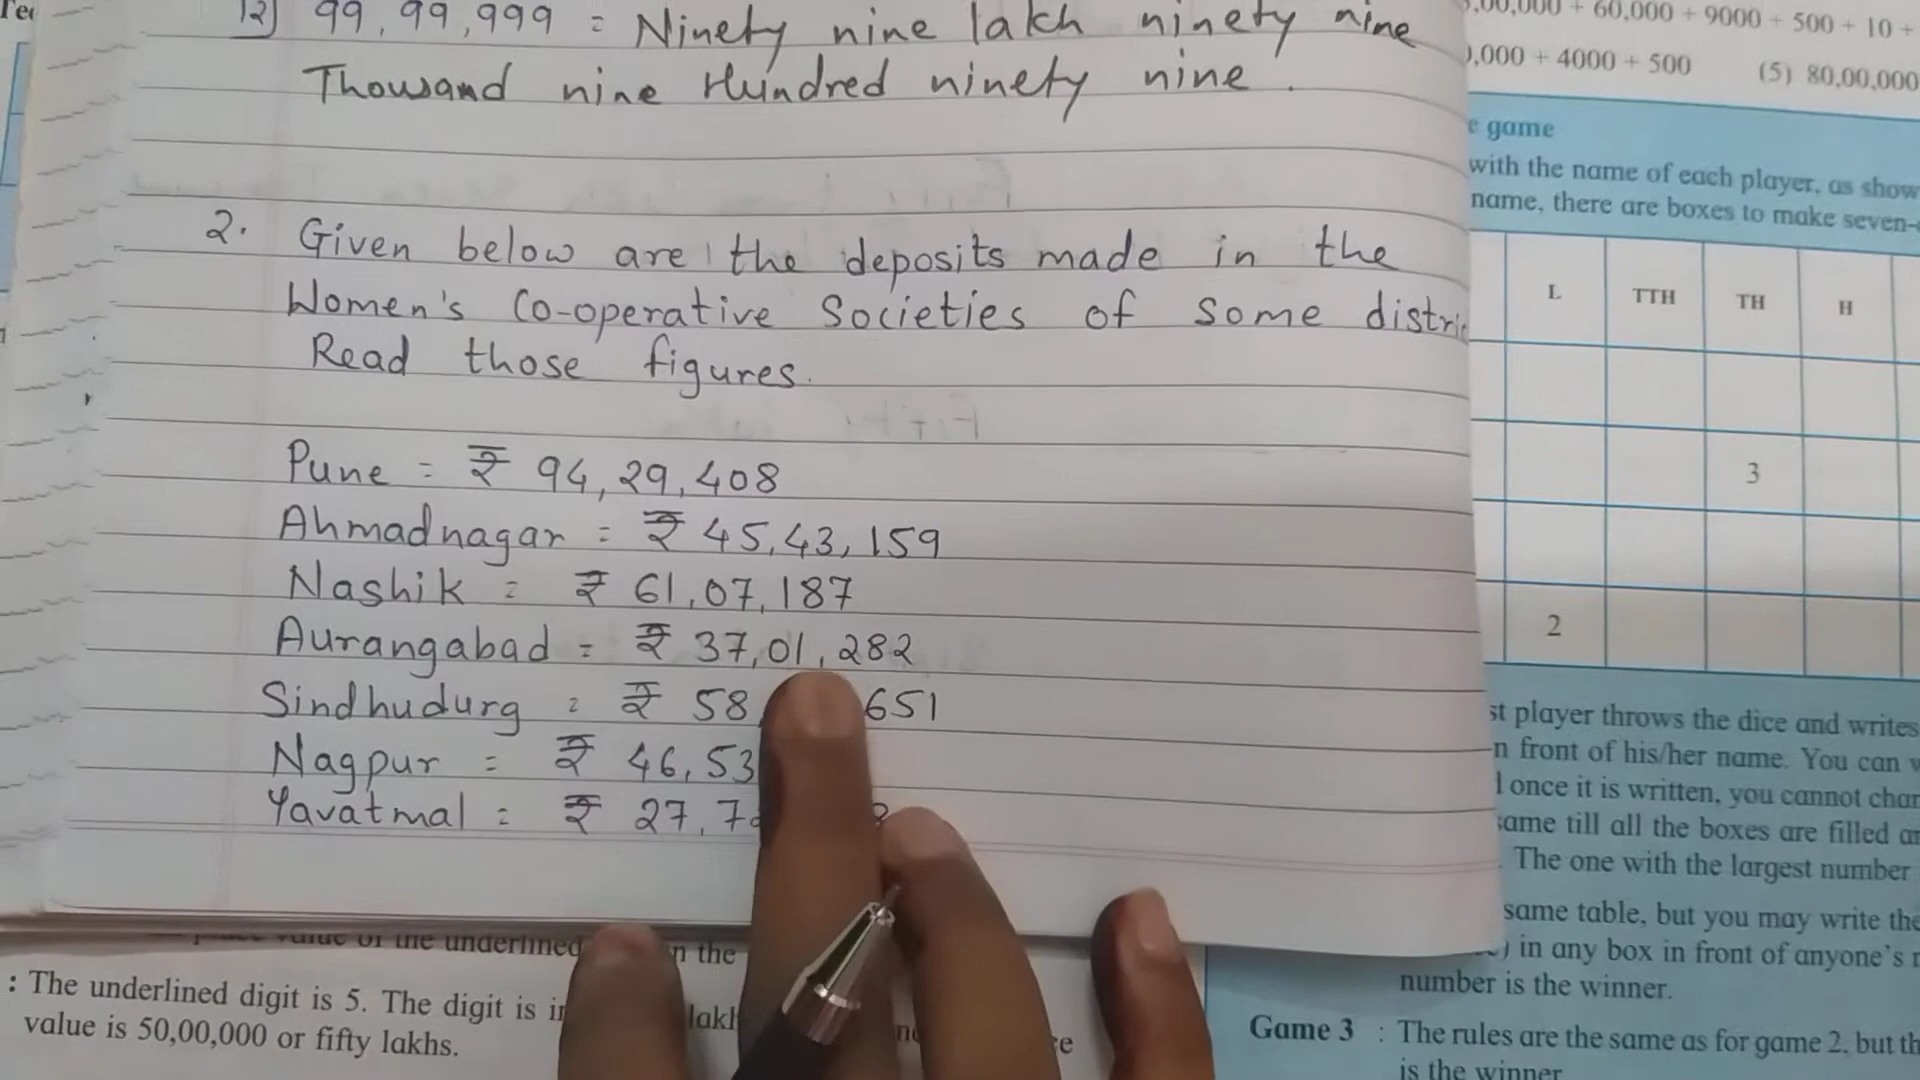 12) 99,99,999 = Ninety nine lakh ninety nine
Thousand nine Hundred ninety nine.
2. Given below are the deposits made in the
Women's Co-operative Societies of some
Read those figures.
Pune = ₹ 94,29,408
Ahmadnagar = ₹ 45,43,159
Nashik = ₹ 61,07,187
Aurangabad = ₹ 37,01,282
Sindhudurg = ₹ 58 651
Nagpur = ₹ 46,53
Yavatmal = ₹ 27,7
60,000 + 9000 + 500 + 10 +
,000 + 4000 + 500 (5) 80,00,000
game
with the name of each player, as
name, there are boxes to make
L TTH TH H
3
2
player throws the dice and writes
front of his/her name. You can
once it is written, you cannot
till all the boxes are filled
The one with the largest number
same table, but you may write
in any box in front of anyone's
number is the winner.
Game 3 : The rules are the same as for game 2, but
is the winner
value of the underlined the
: The underlined digit is 5. The digit is
value is 50,00,000 or fifty lakhs.